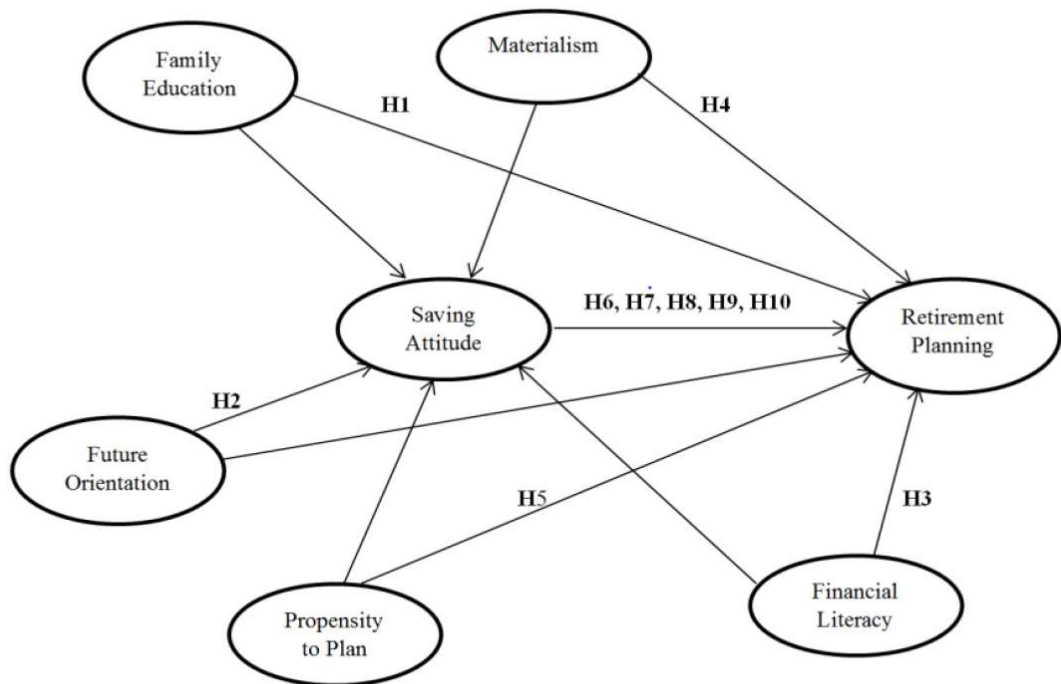 Materialism
Family
Education
H1
H4
Saving
Attitude
H6, H7, H8, H9, H10
Retirement
Planning
H2
Future
Orientation
H5
H3
Propensity
to Plan
Financial
Literacy